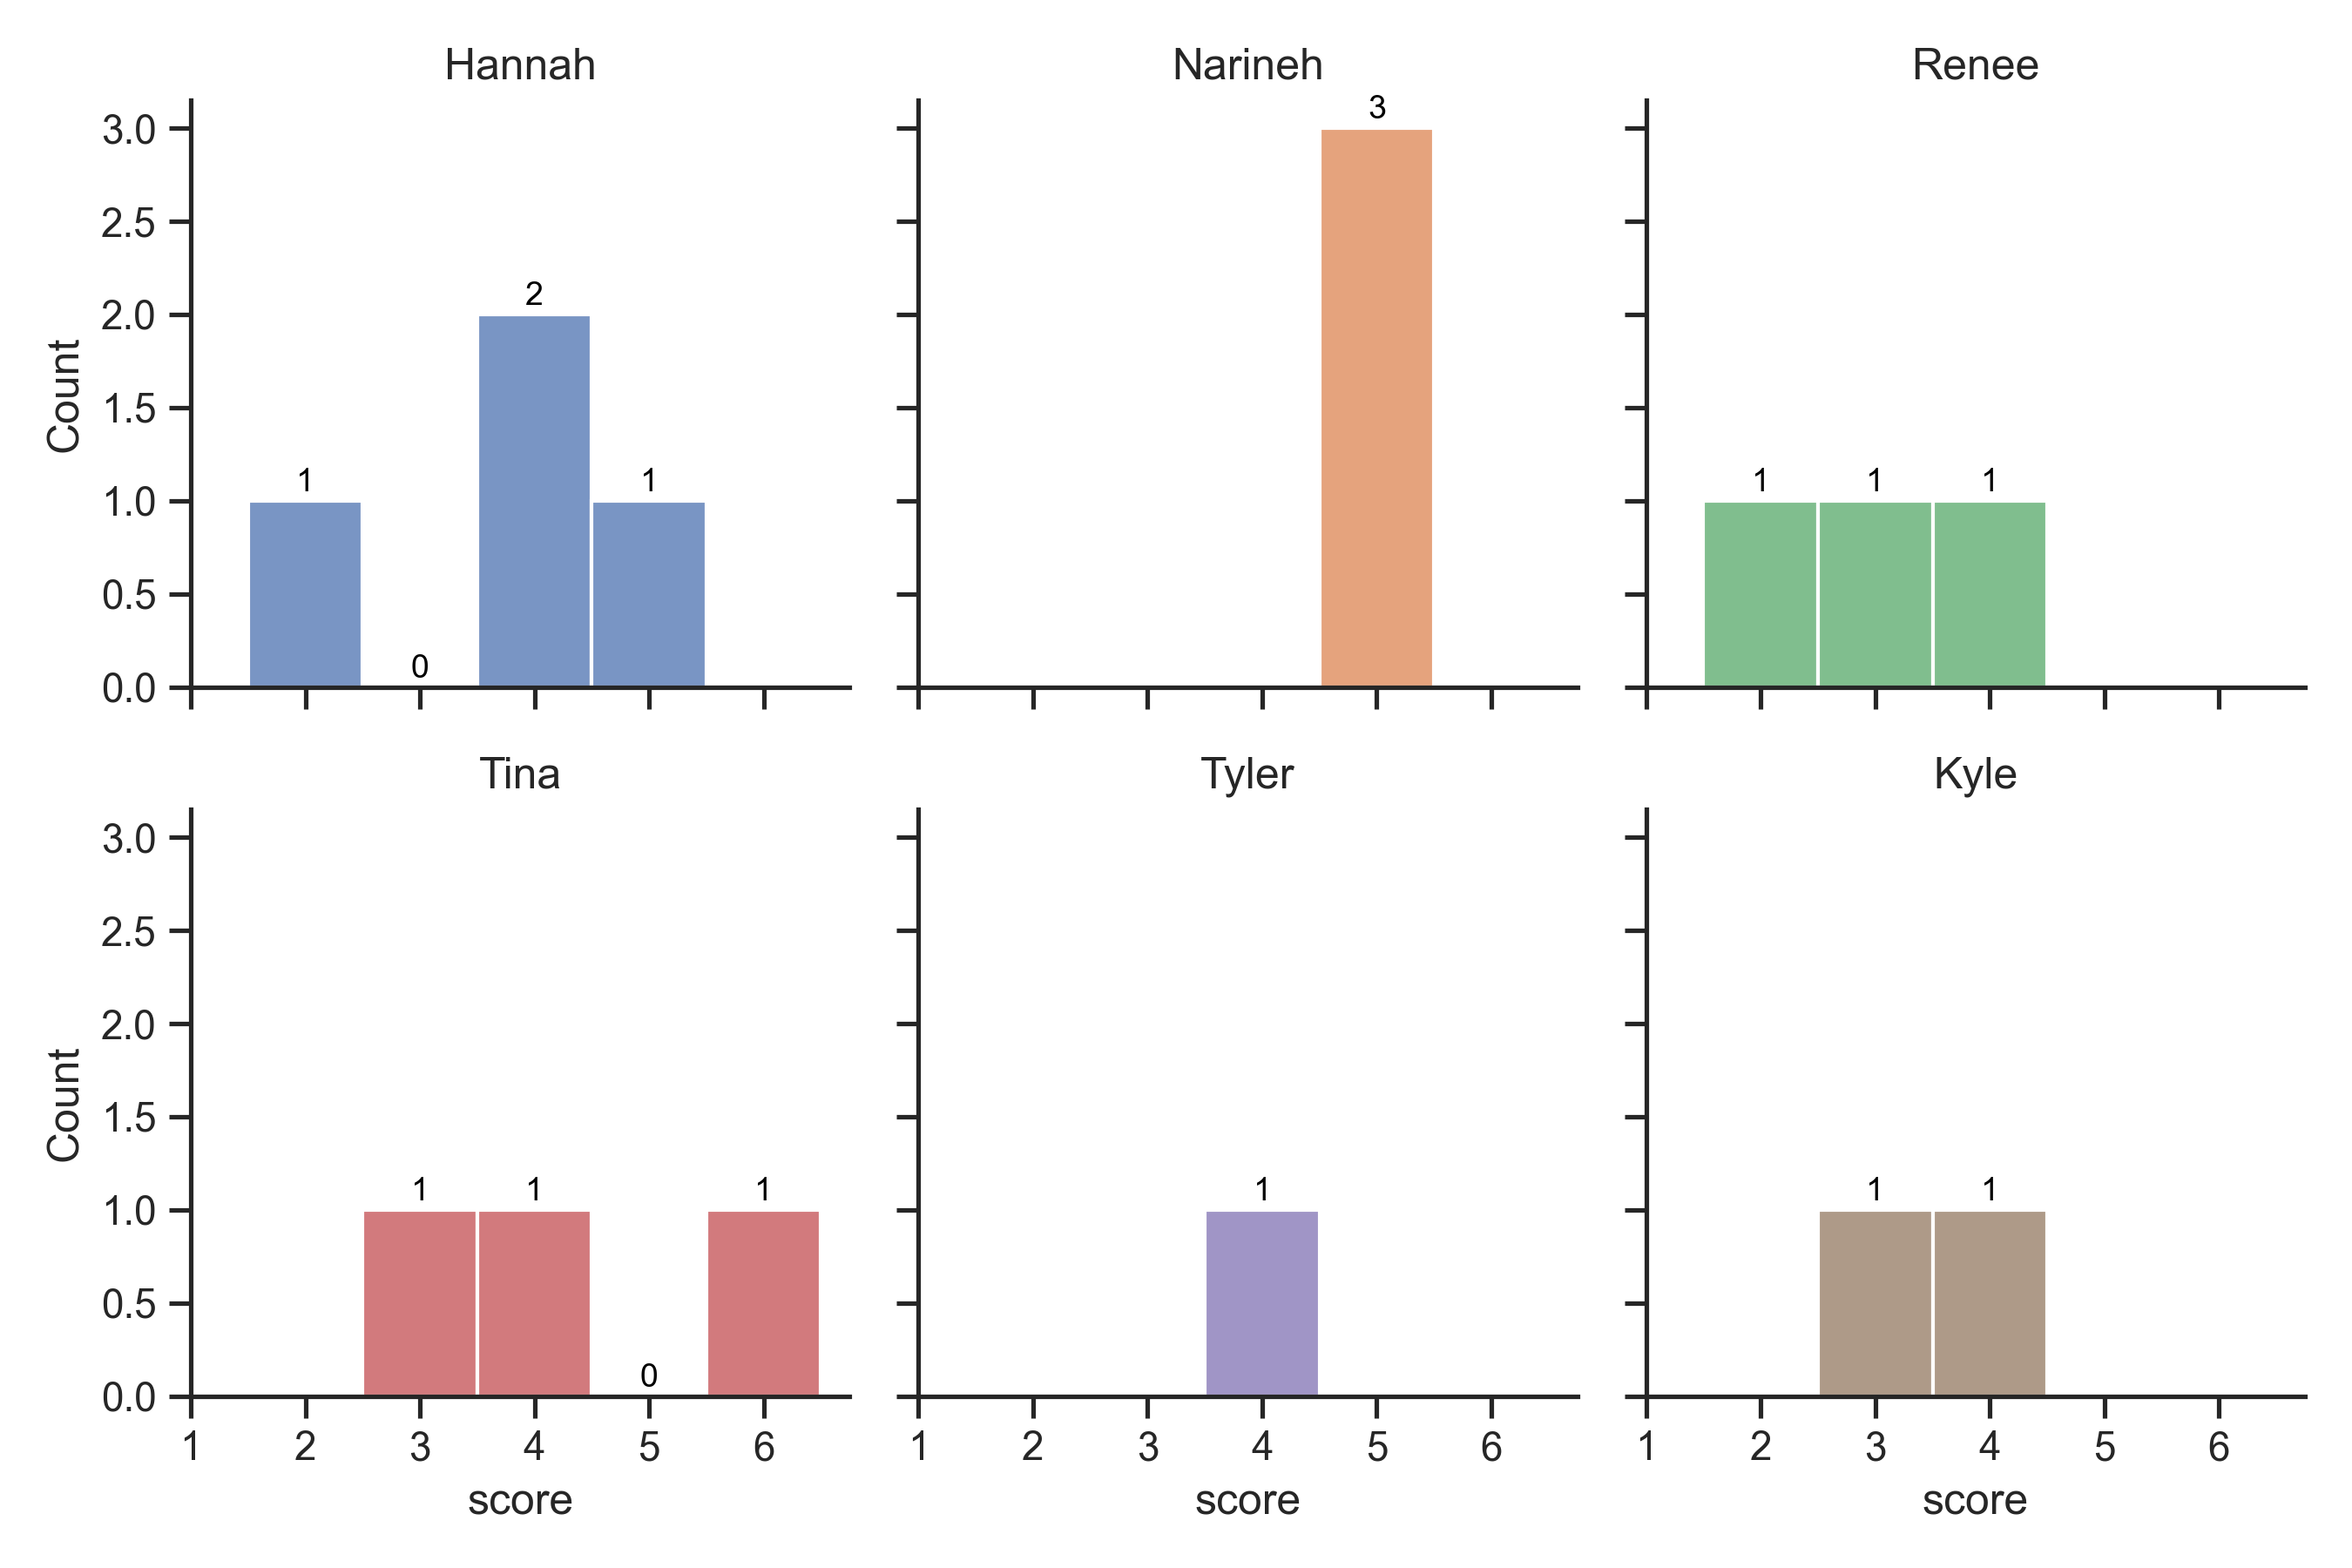 Hannah Narineh Renee
3
3.0
2.5
2
2.0
Count
1.5
1 1 1 1 1
1.0
0.5
0
0.0
Tina Tyler Kyle
3.0
2.5
2.0
Count
1.5
1 1 1 1 1 1
1.0
0.5
0
0.0
1 2 3 4 5 6 1 2 3 4 5 6 1 2 3 4 5 6
score score score